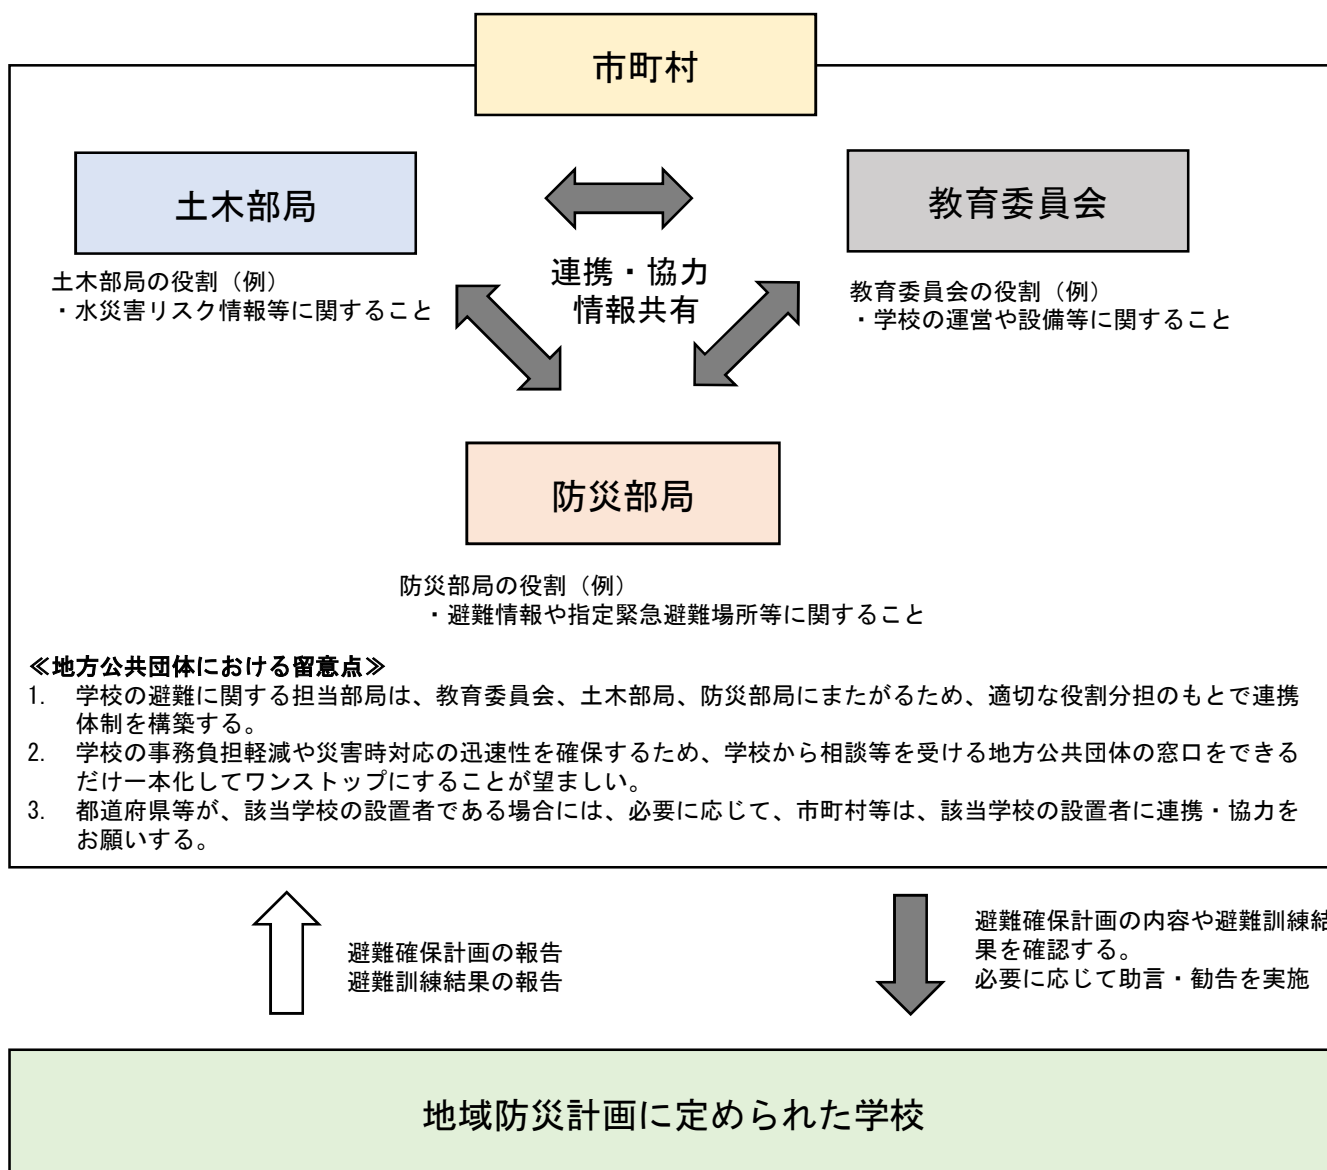 市町村
土木部局
教育委員会
土木部局の役割（例）
・水災害リスク情報等に関すること
連携・協力
情報共有
教育委員会の役割（例）
・学校の運営や設備等に関すること
防災部局
防災部局の役割（例）
・避難情報や指定緊急避難場所等に関すること
≪地方公共団体における留意点≫
1. 学校の避難に関する担当部局は、教育委員会、土木部局、防災部局にまたがるため、適切な役割分担のもとで連携
体制を構築する。
2. 学校の事務負担軽減や災害時対応の迅速性を確保するため、学校から相談等を受ける地方公共団体の窓口をできる
だけ一本化してワンストップにすることが望ましい。
3. 都道府県等が、該当学校の設置者である場合には、必要に応じて、市町村等は、該当学校の設置者に連携・協力を
お願いする。
避難確保計画の報告
避難訓練結果の報告
避難確保計画の内容や避難訓練結
果を確認する。
必要に応じて助言・勧告を実施
地域防災計画に定められた学校